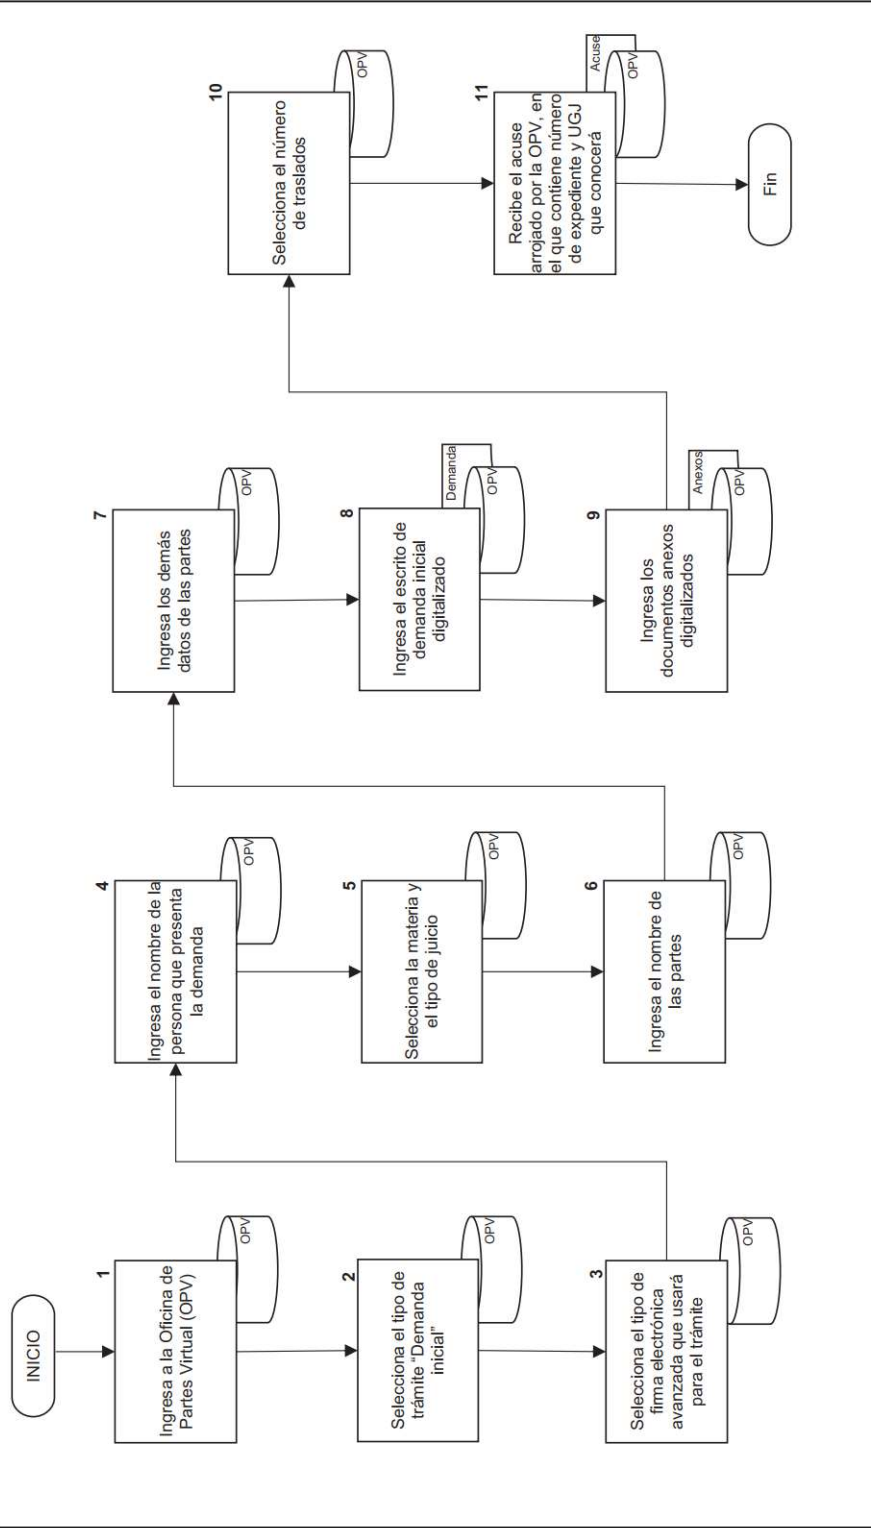 INICIO
1
Ingresa a la Oficina de
Partes Virtual (OPV)
OPV
2
Selecciona el tipo de
trámite “Demanda
inicial”
OPV
3
Selecciona el tipo de
firma electrónica
avanzada que usará
para el trámite
OPV
4
Ingresa el nombre de la
persona que presenta
la demanda
OPV
5
Selecciona la materia y
el tipo de juicio
OPV
6
Ingresa el nombre de
las partes
OPV
7
Ingresa los demás
datos de las partes
OPV
8
Ingresa el escrito de
demanda inicial
digitalizado
Demanda
OPV
9
Ingresa los
documentos anexos
digitalizados
Anexos
OPV
10
Selecciona el número
de traslados
OPV
11
Recibe el acuse
arrojado por la OPV, en
el que contiene número
de expediente y UGJ
que conocerá
Acuse
OPV
Fin